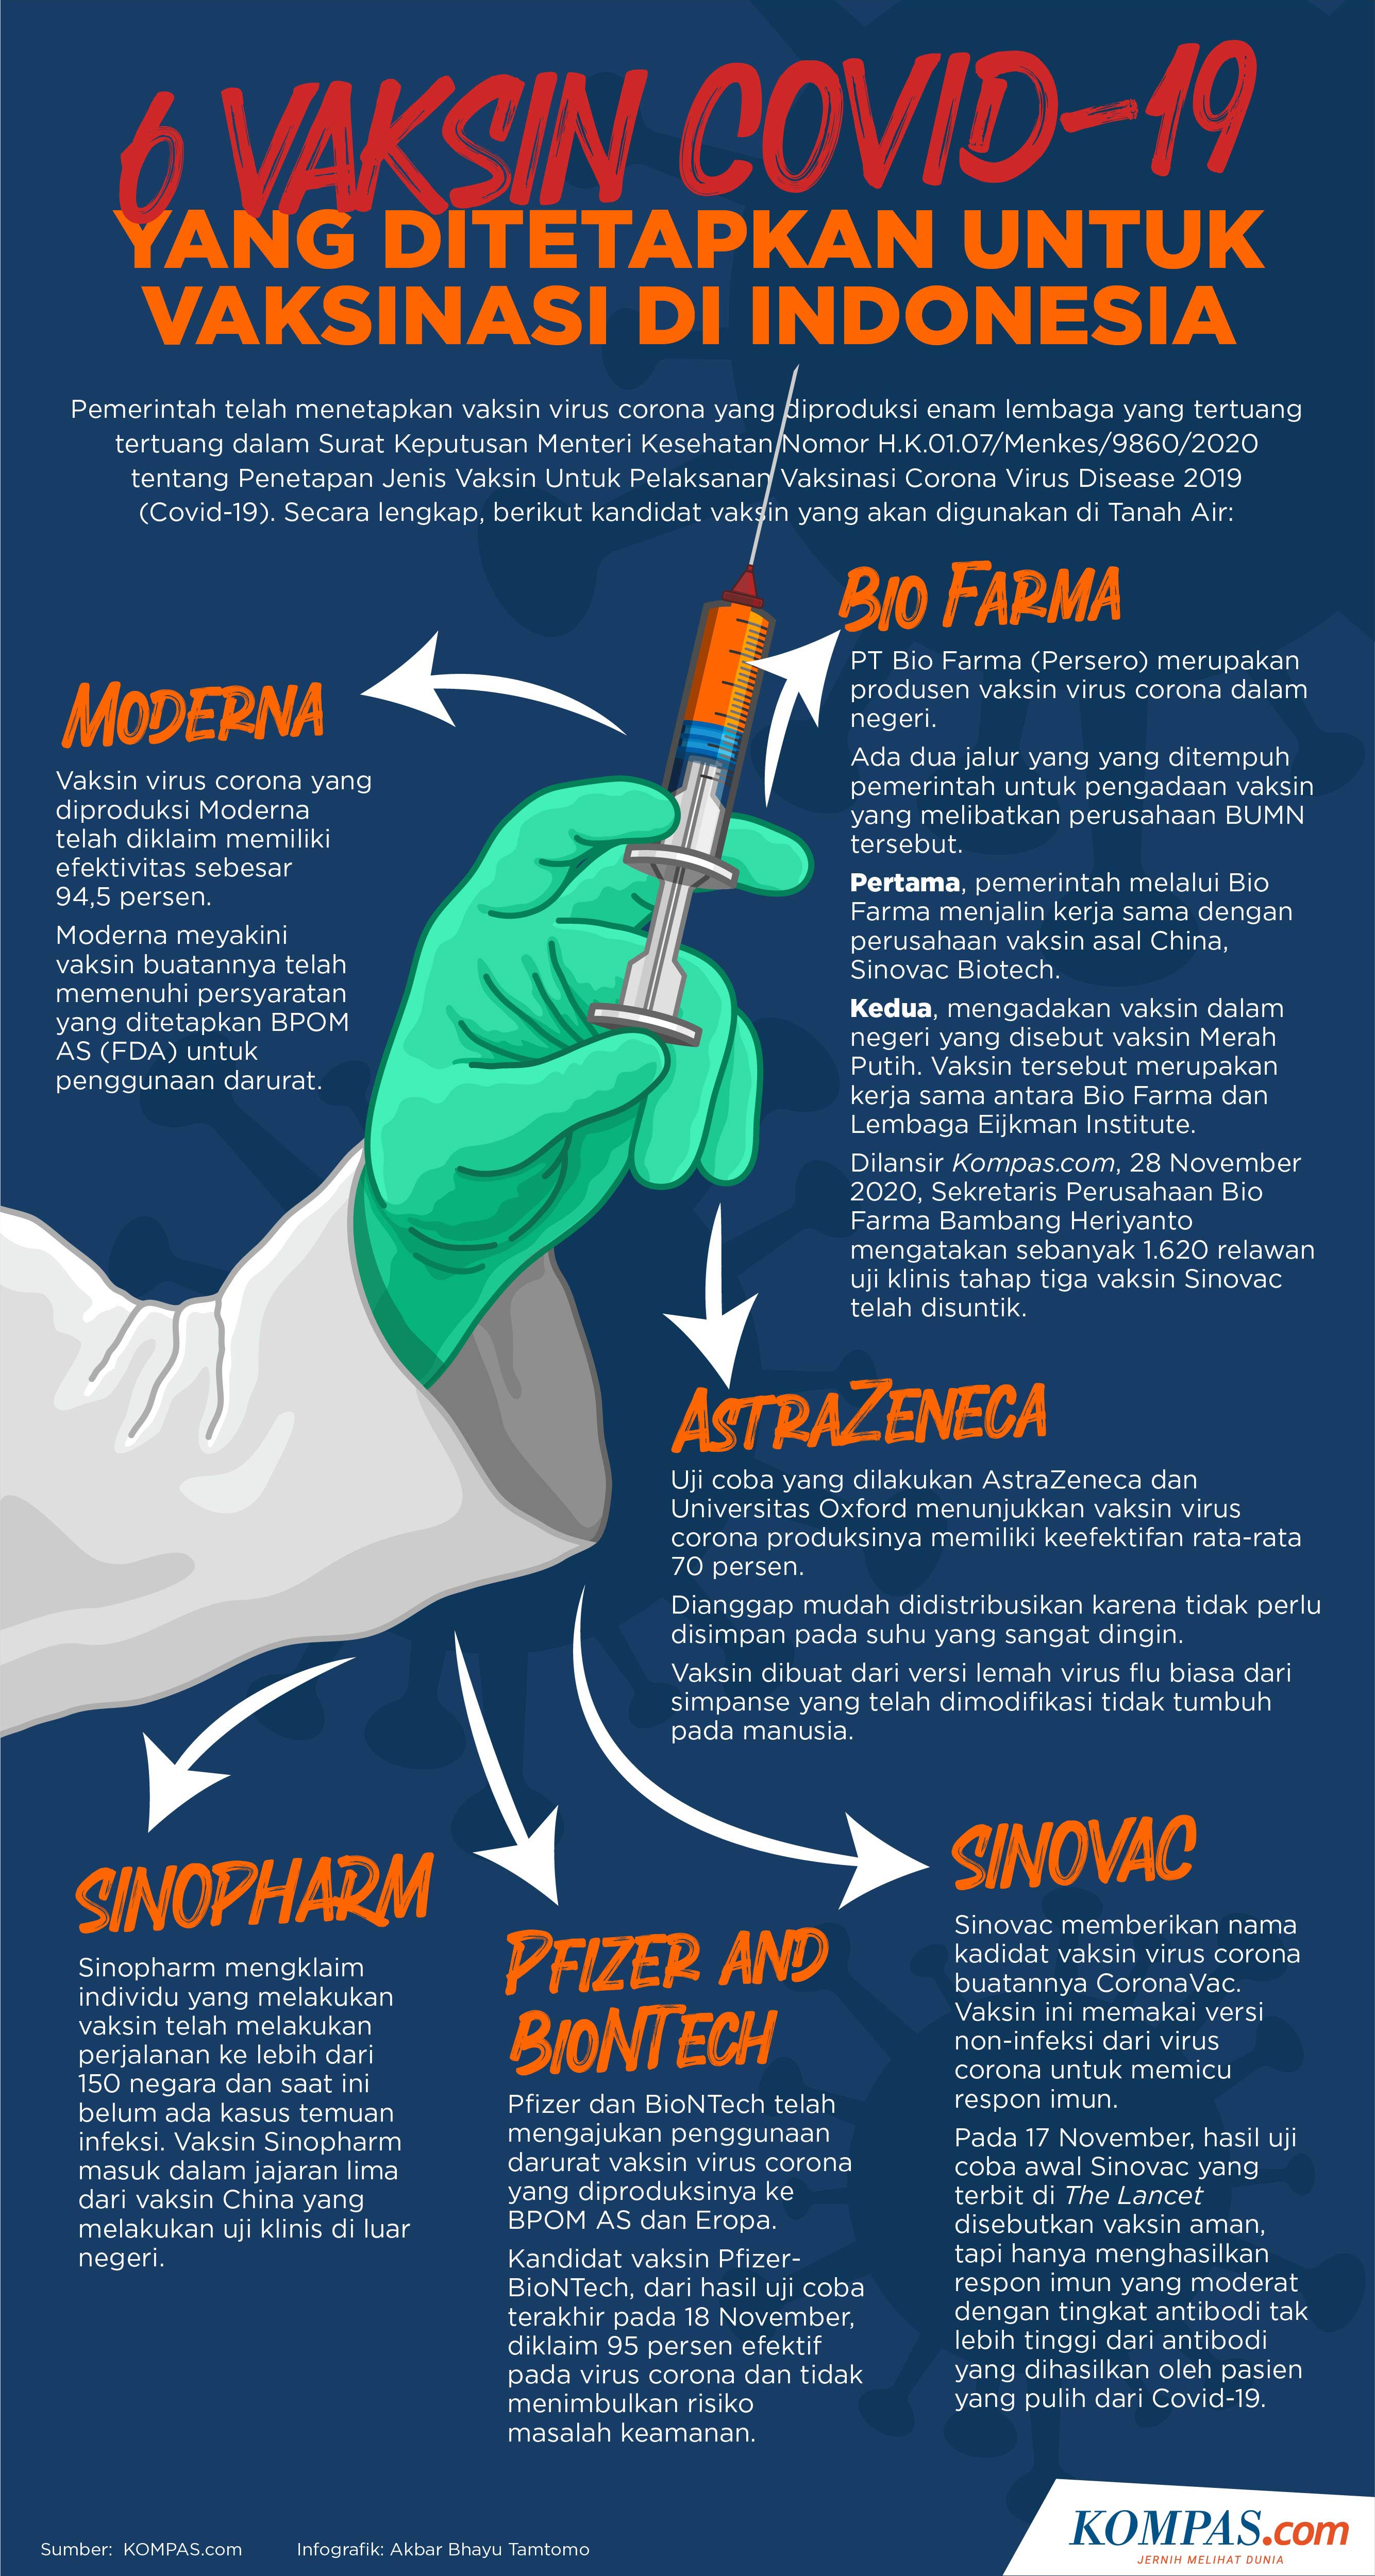 6 VAKSIN COVID-19
YANG DITETAPKAN UNTUK
VAKSINASI DI INDONESIA
Pemerintah telah menetapkan vaksin virus corona yang diproduksi enam lembaga yang tertuang
tertuang dalam Surat Keputusan Menteri Kesehatan Nomor H.K.01.07/Menkes/9860/2020
tentang Penetapan Jenis Vaksin Untuk Pelaksanan Vaksinasi Corona Virus Disease 2019
(Covid-19). Secara lengkap, berikut kandidat vaksin yang akan digunakan di Tanah Air:
BIO FARMA
PT Bio Farma (Persero) merupakan
produsen vaksin virus corona dalam
negeri.
Ada dua jalur yang yang ditempuh
pemerintah untuk pengadaan vaksin
yang melibatkan perusahaan BUMN
tersebut.
Pertama, pemerintah melalui Bio
Farma menjalin kerja sama dengan
perusahaan vaksin asal China,
Sinovac Biotech.
Kedua, mengadakan vaksin dalam
negeri yang disebut vaksin Merah
Putih. Vaksin tersebut merupakan
kerja sama antara Bio Farma dan
Lembaga Eijkman Institute.
Dilansir Kompas.com, 28 November
2020, Sekretaris Perusahaan Bio
Farma Bambang Heriyanto
mengatakan sebanyak 1.620 relawan
uji klinis tahap tiga vaksin Sinovac
telah disuntik.
MODERNA
Vaksin virus corona yang
diproduksi Moderna
telah diklaim memiliki
efektivitas sebesar
94,5 persen.
Moderna meyakini
vaksin buatannya telah
memenuhi persyaratan
yang ditetapkan BPOM
AS (FDA) untuk
penggunaan darurat.
ASTRAZENECA
Uji coba yang dilakukan AstraZeneca dan
Universitas Oxford menunjukkan vaksin virus
corona produksinya memiliki keefektifan rata-rata
70 persen.
Dianggap mudah didistribusikan karena tidak perlu
disimpan pada suhu yang sangat dingin.
Vaksin dibuat dari versi lemah virus flu biasa dari
simpanse yang telah dimodifikasi tidak tumbuh
pada manusia.
SINOPHARM
Sinopharm mengklaim
individu yang melakukan
vaksin telah melakukan
perjalanan ke lebih dari
150 negara dan saat ini
belum ada kasus temuan
infeksi. Vaksin Sinopharm
masuk dalam jajaran lima
dari vaksin China yang
melakukan uji klinis di luar
negeri.
PFIZER AND
BIONTECH
Pfizer dan BioNTech telah
mengajukan penggunaan
darurat vaksin virus corona
yang diproduksinya ke
BPOM AS dan Eropa.
Kandidat vaksin Pfizer-
BioNTech, dari hasil uji coba
terakhir pada 18 November,
diklaim 95 persen efektif
pada virus corona dan tidak
menimbulkan risiko
masalah keamanan.
SINOVAC
Sinovac memberikan nama
kadidat vaksin virus corona
buatannya CoronaVac.
Vaksin ini memakai versi
non-infeksi dari virus
corona untuk memicu
respon imun.
Pada 17 November, hasil uji
coba awal Sinovac yang
terbit di The Lancet
disebutkan vaksin aman,
tapi hanya menghasilkan
respon imun yang moderat
dengan tingkat antibodi tak
lebih tinggi dari antibodi
yang dihasilkan oleh pasien
yang pulih dari Covid-19.
Sumber: KOMPAS.com
Infografik: Akbar Bhayu Tamtomo
KOMPAS.com
JERNIH MELIHAT DUNIA